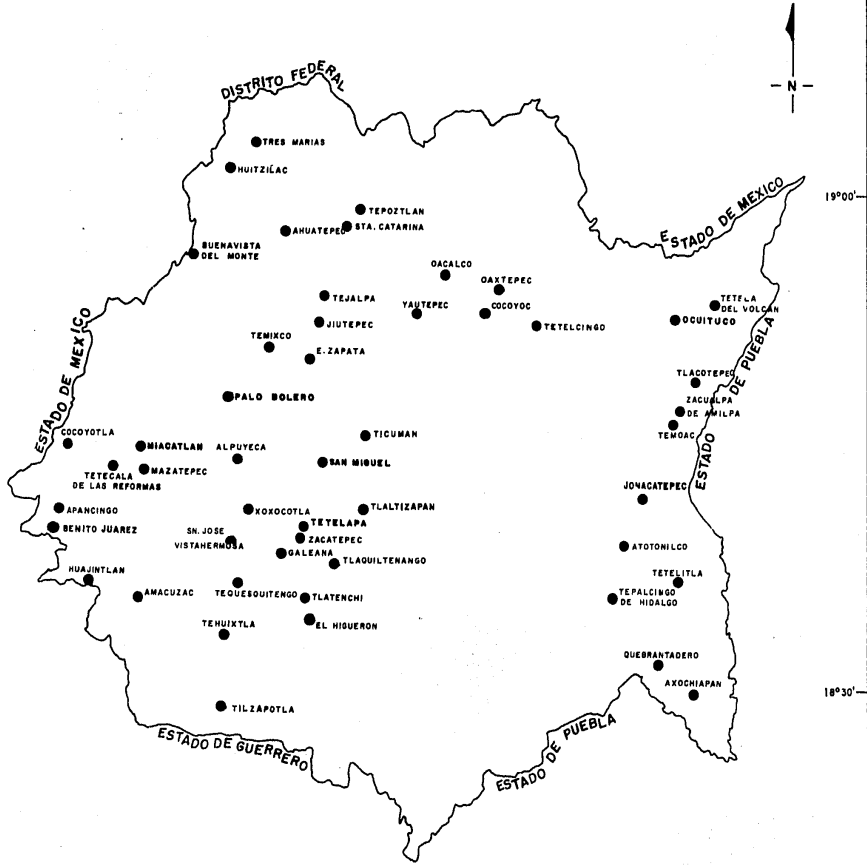 DISTRITO FEDERAL
N
TRES MARIAS
HUITZILAC
19°00'
ESTADO DE MEXICO
TEPOZTLAN
STA. CATARINA
AHUATEPEC
BUENAVISTA
DEL MONTE
OACALCO
OAXTEPEC
TEJALPA
YAUTEPEC
COCOYOC
TETELA
DEL VOLCAN
JIUTEPEC
TETELCINGO
OCUITUCO
TEMIXCO
E. ZAPATA
ESTADO DE MEXICO
TLACOTEPEC
ESTADO DE PUEBLA
PALO BOLERO
ZACUALPA
DE AMILPA
TEMOAC
COCOYOTLA
MIACATLAN
ALPUYECA
TICUMAN
TETECALA
DE LAS REFORMAS
MAZATEPEC
SAN MIGUEL
JONACATEPEC
APANCINGO
XOXOCOTLA
TLALTIZAPAN
BENITO JUAREZ
SN. JOSE
VISTAHERMOSA
TETELAPA
ZACATEPEC
GALEANA
ATOTONILCO
TLAQUILTENANGO
HUAJINTLAN
TETELITLA
AMACUZAC
TEQUESQUITENGO
TLATENCHI
TEPALCINGO
DE HIDALGO
TEHUIXTLA
EL HIGUERON
QUEBRANTADERO
AXOCHIAPAN
18°30'
TILZAPOTLA
ESTADO DE GUERRERO
ESTADO DE PUEBLA